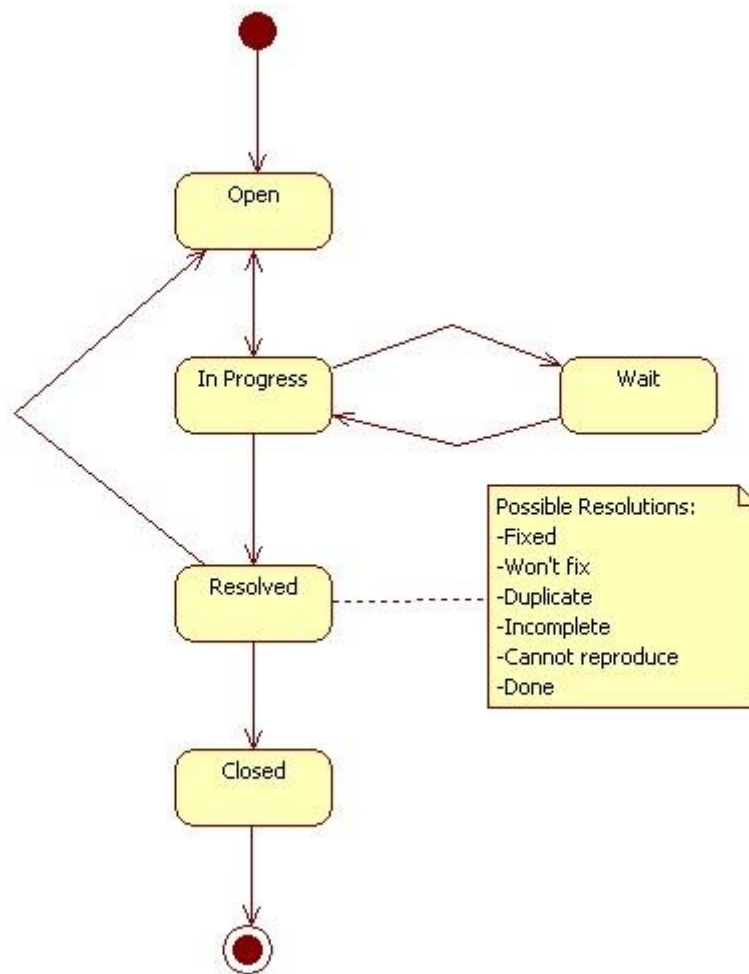 Open
In Progress
Wait
Possible Resolutions:
-Fixed
-Won't fix
-Duplicate
-Incomplete
-Cannot reproduce
-Done
Resolved
Closed